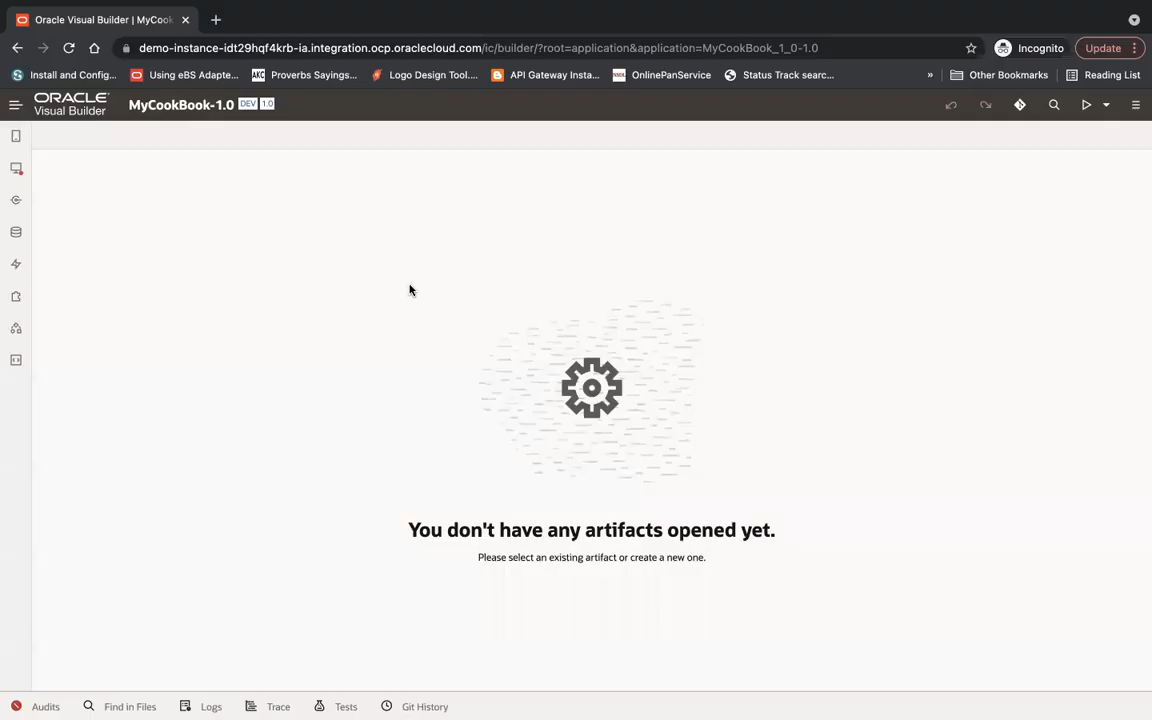 Oracle Visual Builder | MyCook
demo-instance-idt29hqf4krb-ia.integration.ocp.oraclecloud.com/ic/builder/?root=application&application=MyCookBook_1_0-1.0
Incognito
Update
Install and Config...
Using eBS Adapte...
AKC
Proverbs Sayings...
Logo Design Tool....
API Gateway Insta...
NSDL
OnlinePanService
Status Track searc...
»
Other Bookmarks
Reading List
ORACLE
Visual Builder
MyCookBook-1.0
DEV
1.0
You don't have any artifacts opened yet.
Please select an existing artifact or create a new one.
Audits
Find in Files
Logs
Trace
Tests
Git History